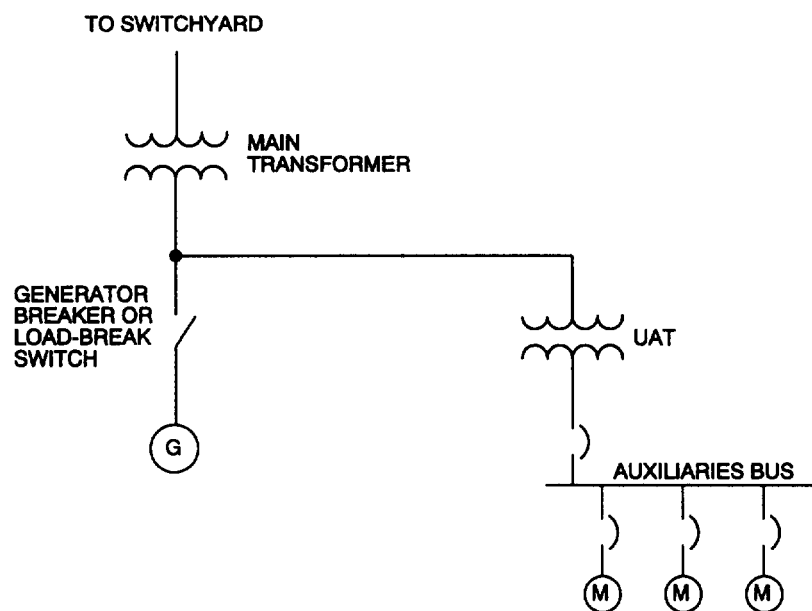 TO SWITCHYARD
MAIN
TRANSFORMER
GENERATOR
BREAKER OR
LOAD-BREAK
SWITCH
UAT
G
AUXILIARIES BUS
M M M